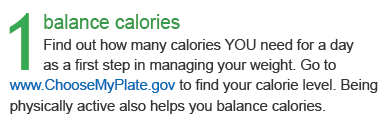 1 balance calories
Find out how many calories YOU need for a day
as a first step in managing your weight. Go to
www.ChooseMyPlate.gov to find your calorie level. Being
physically active also helps you balance calories.